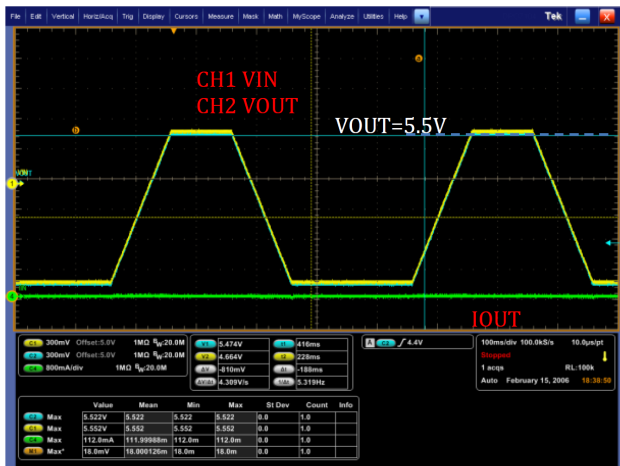 File Edit Vertical Horiz/Acq Trig Display Cursors Measure Mask Math MyScope Analyze Utilities Help Tek X
a
CH1 VIN
CH2 VOUT
b
VOUT=5.5V
VOUT
1
4
IOUT
C1 300mV Offset:5.0V 1MΩ BW:20.0M
C2 300mV Offset:5.0V 1MΩ BW:20.0M
C4 800mA/div 1MΩ BW:20.0M
V1 5.474V t1 416ms
V2 4.664V t2 228ms
ΔV -810mV Δt -188ms
ΔV/Δt 4.309V/s 1/Δt 5.319Hz
A C2 4.4V
100ms/div 100.0kS/s 10.0µs/pt
Stopped
1 acqs RL:100k
Auto February 15, 2006 18:38:50
Value Mean Min Max St Dev Count Info
C2 Max 5.522V 5.522 5.522 5.522 0.0 1.0
C1 Max 5.552V 5.552 5.552 5.552 0.0 1.0
C4 Max 112.0mA 111.99988m 112.0m 112.0m 0.0 1.0
M1 Max* 18.0mV 18.000126m 18.0m 18.0m 0.0 1.0